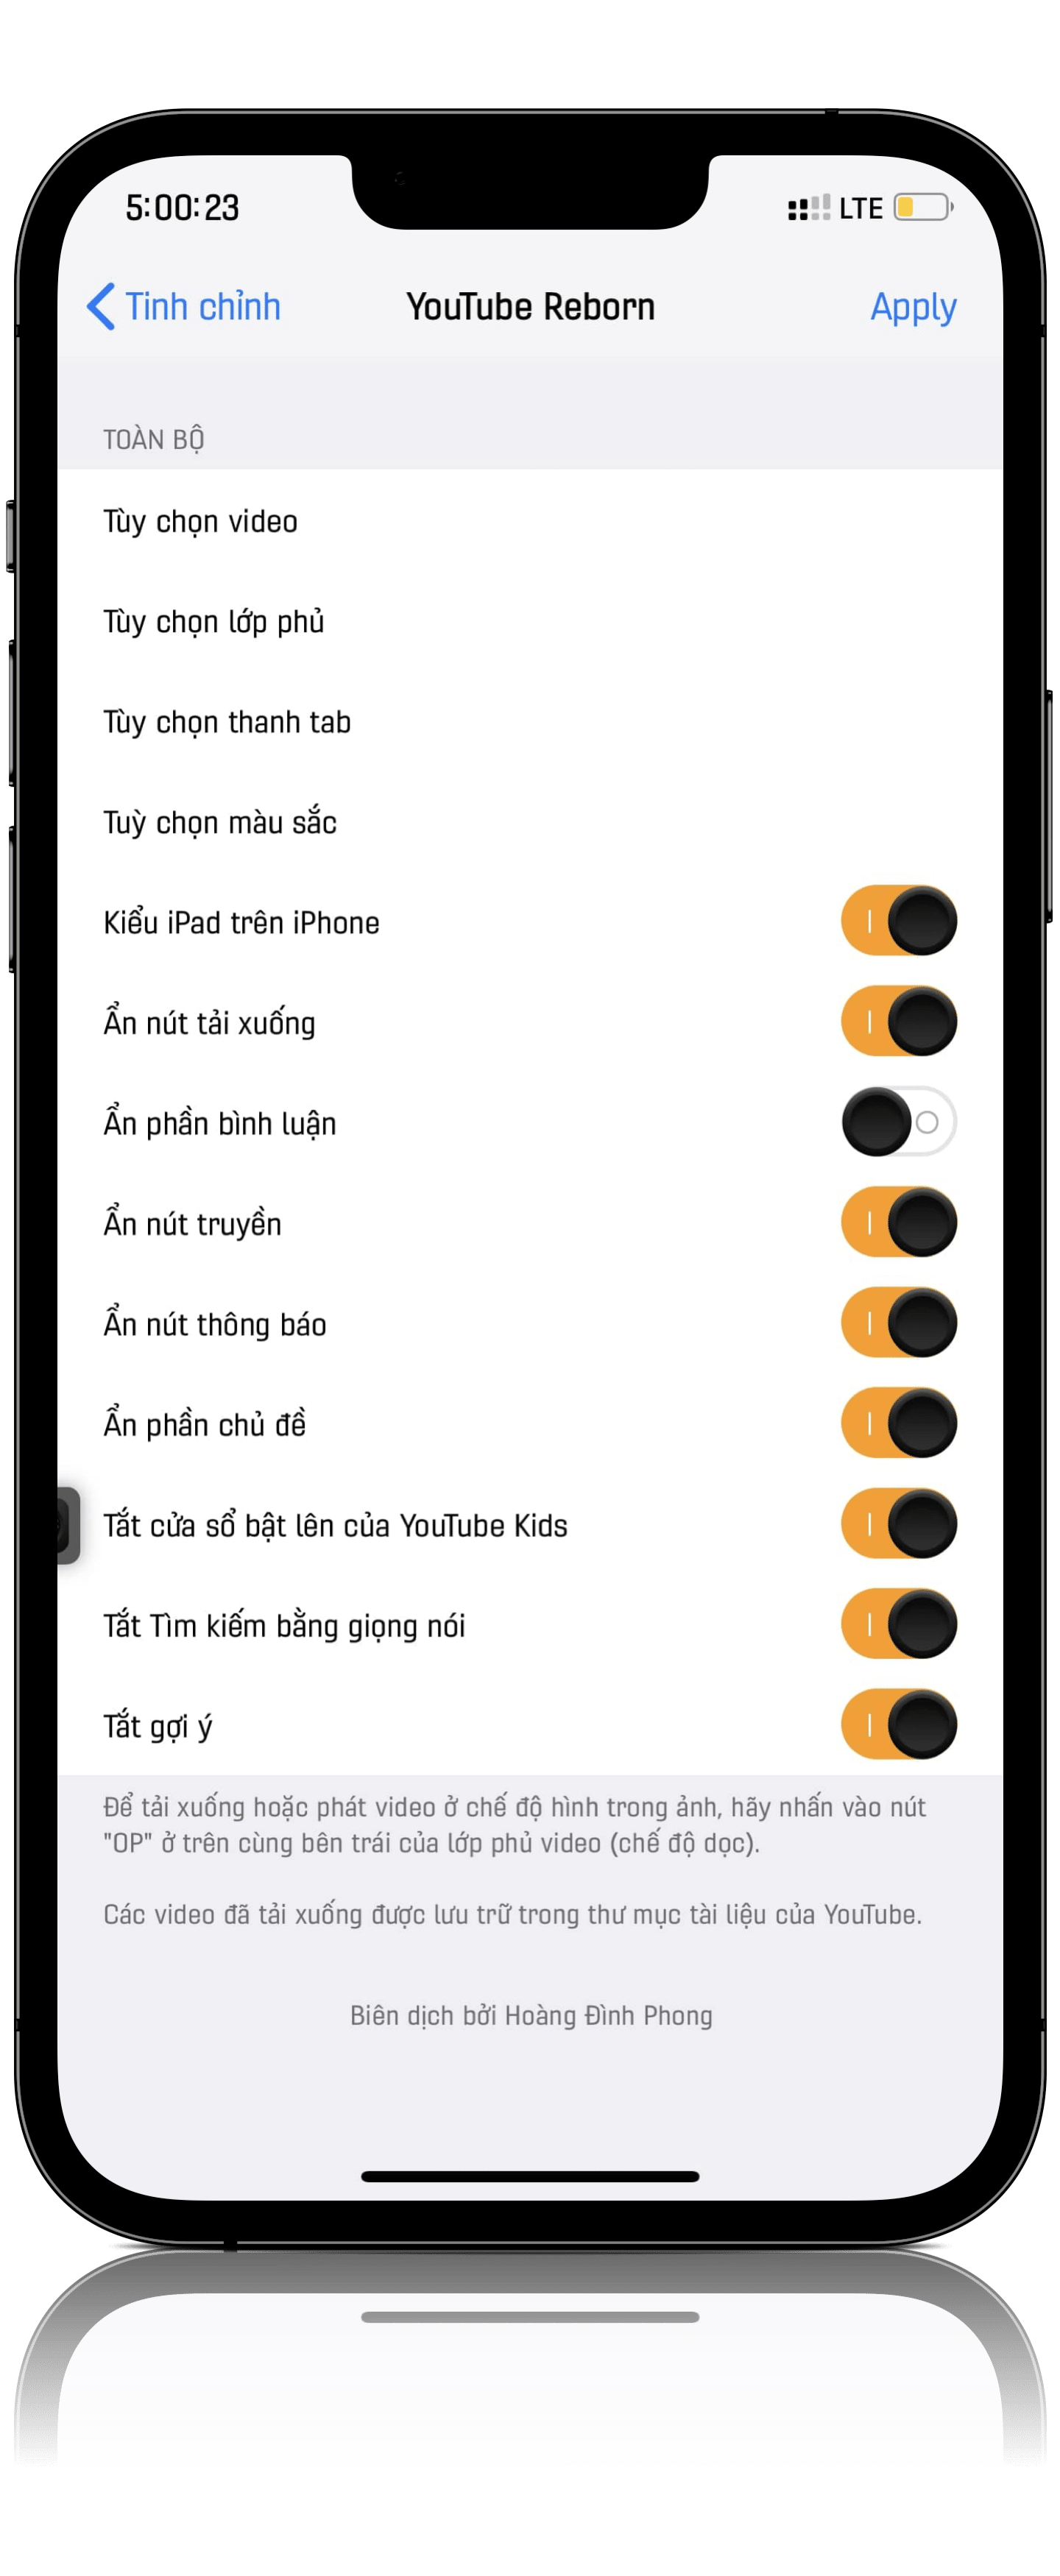 5:00:23
LTE
Tinh chỉnh
YouTube Reborn
Apply
TOÀN BỘ
Tùy chọn video
Tùy chọn lớp phủ
Tùy chọn thanh tab
Tuỳ chọn màu sắc
Kiểu iPad trên iPhone
Ẩn nút tải xuống
Ẩn phần bình luận
Ẩn nút truyền
Ẩn nút thông báo
Ẩn phần chủ đề
Tắt cửa sổ bật lên của YouTube Kids
Tắt Tìm kiếm bằng giọng nói
Tắt gợi ý
Để tải xuống hoặc phát video ở chế độ hình trong ảnh, hãy nhấn vào nút
"OP" ở trên cùng bên trái của lớp phủ video (chế độ dọc).
Các video đã tải xuống được lưu trữ trong thư mục tài liệu của YouTube.
Biên dịch bởi Hoàng Đình Phong